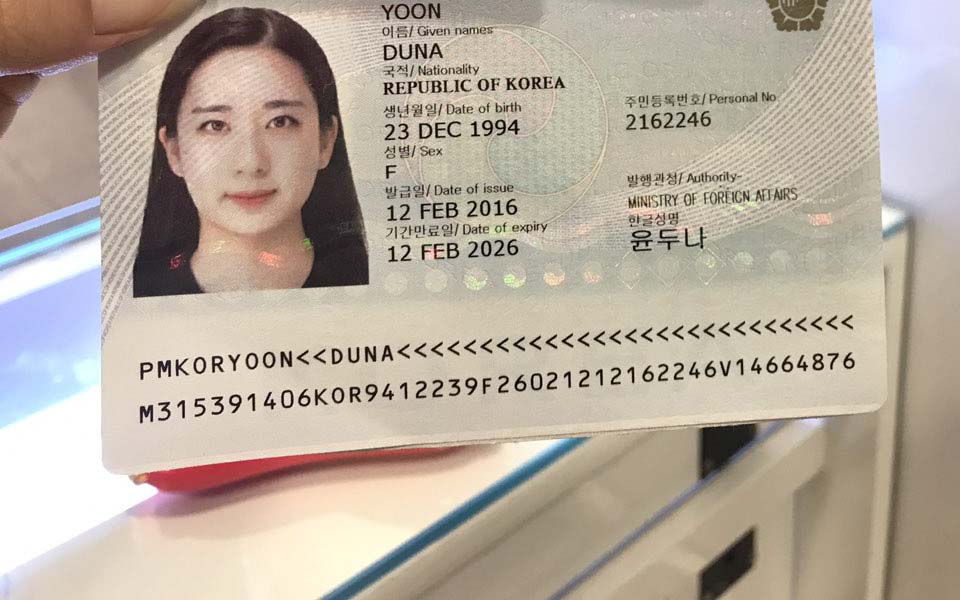 YOON
이름/ Given names
DUNA
국적/ Nationality
REPUBLIC OF KOREA
생년월일/ Date of birth
23 DEC 1994
성별/ Sex
F
발급일/ Date of issue
12 FEB 2016
기간만료일/ Date of expiry
12 FEB 2026
주민등록번호/ Personal No.
2162246
발행관청/ Authority
MINISTRY OF FOREIGN AFFAIRS
한글성명
윤두나
PMKORYOON<<DUNA<<<<<<<<<<<<<<<<<<<<<<<<<<<<<
M315391406KOR9412239F26021212162246V14664876